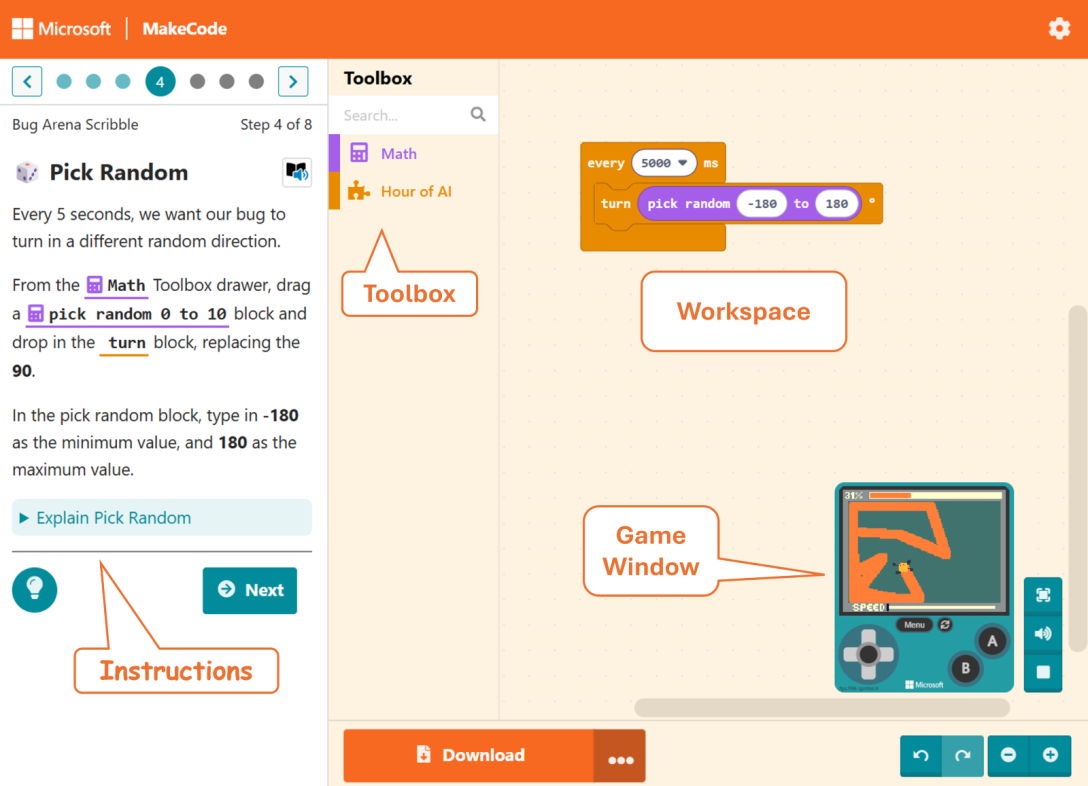 Microsoft | MakeCode
4
Bug Arena Scribble Step 4 of 8
Pick Random
Every 5 seconds, we want our bug to
turn in a different random direction.
From the Math Toolbox drawer, drag
a pick random 0 to 10 block and
drop in the turn block, replacing the
90.
In the pick random block, type in -180
as the minimum value, and 180 as the
maximum value.
Explain Pick Random
Next
Instructions
Toolbox
Search...
Math
Hour of AI
Toolbox
every 5000 ms
turn pick random -180 to 180 °
Workspace
Game
Window
31%
SPEED
Menu
A
B
Microsoft
Download